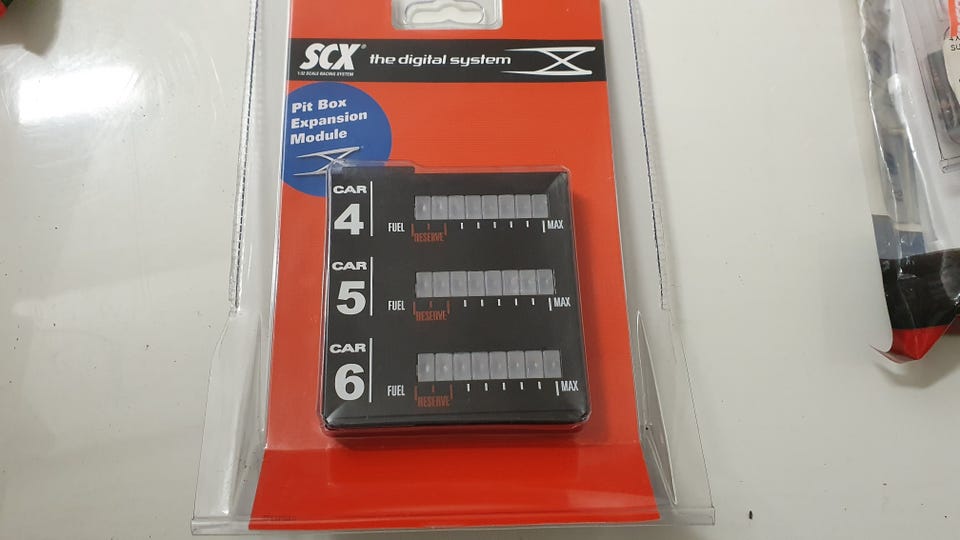 SCX® the digital system
1:32 SCALE RACING SYSTEM
Pit Box
Expansion
Module
CAR
4
FUEL RESERVE MAX
CAR
5
FUEL RESERVE MAX
CAR
6
FUEL RESERVE MAX